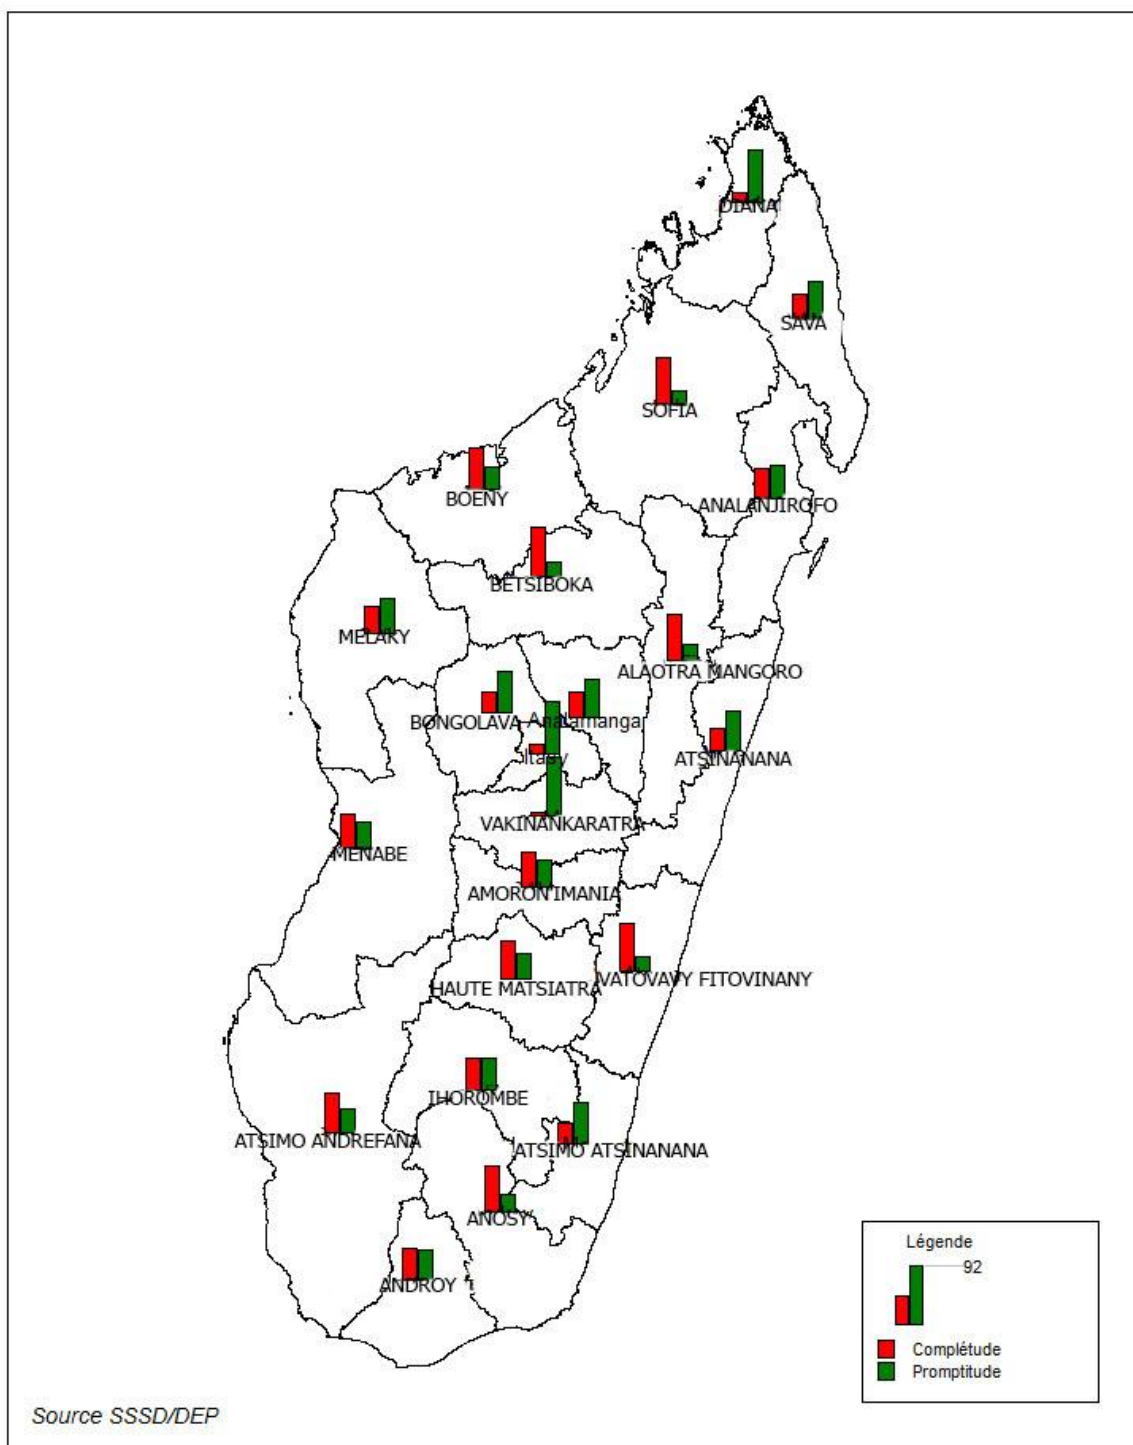 DIANA
SAVA
SOFIA
BOENY
ANALANJIROFO
BETSIBOKA
MELAKY
ALAOTRA MANGORO
BONGOLAVA
Analamanga
Itasy
ATSINANANA
VAKINANKARATRA
MENABE
AMORON'IMANIA
HAUTE MATSIATRA
VATOVAVY FITOVINANY
IHOROMBE
ATSIMO ANDREFANA
ATSIMO ATSINANANA
ANOSY
ANDROY
Légende
92
Complétude
Promptitude
Source SSSD/DEP